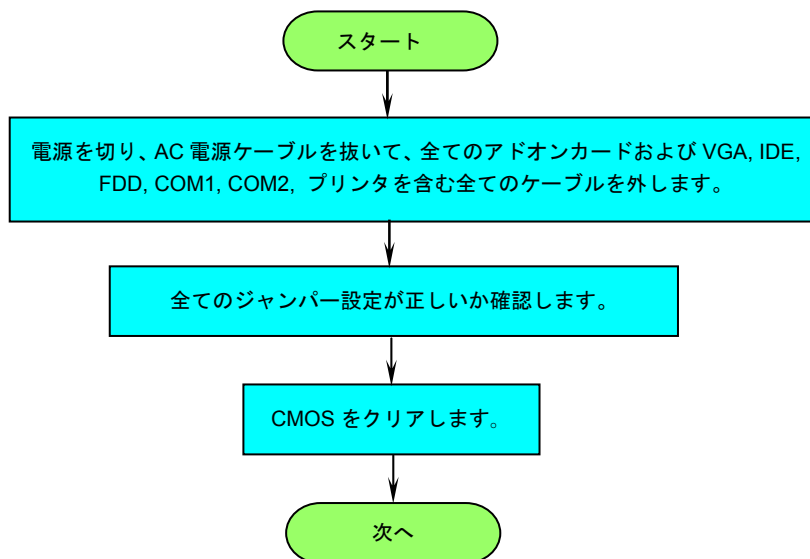 スタート
電源を切り、AC 電源ケーブルを抜いて、全てのアドオンカードおよび VGA, IDE,
FDD, COM1, COM2, プリンタを含む全てのケーブルを外します。
全てのジャンパー設定が正しいか確認します。
CMOS をクリアします。
次へ